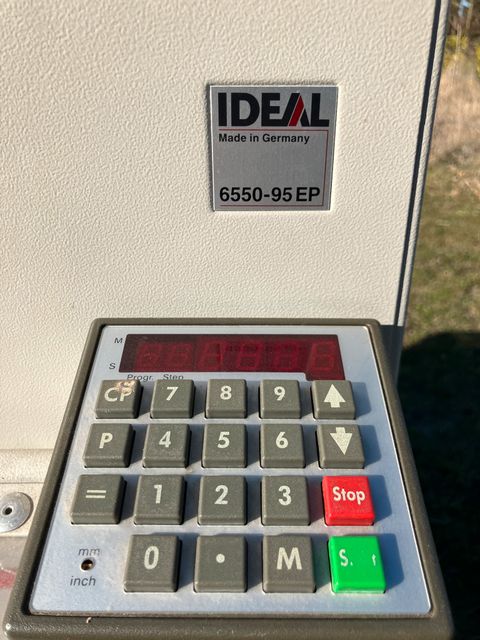 IDEAL
Made in Germany
6550-95 EP
M
S
Progr. Step
CP 7 8 9
P 4 5 6
= 1 2 3 Stop
mm
inch
0 . M S.